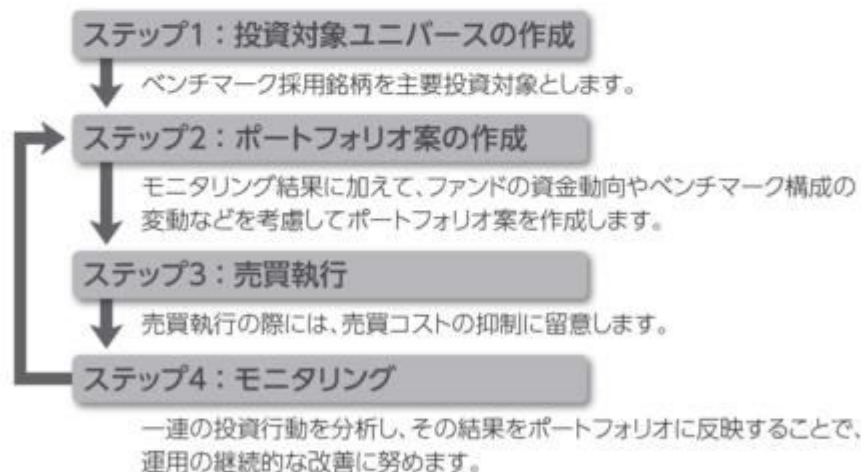 ステップ1：投資対象ユニバースの作成
ベンチマーク採用銘柄を主要投資対象とします。
ステップ2：ポートフォリオ案の作成
モニタリング結果に加えて、ファンドの資金動向やベンチマーク構成の
変動などを考慮してポートフォリオ案を作成します。
ステップ3：売買執行
売買執行の際には、売買コストの抑制に留意します。
ステップ4：モニタリング
一連の投資行動を分析し、その結果をポートフォリオに反映することで、
運用の継続的な改善に努めます。